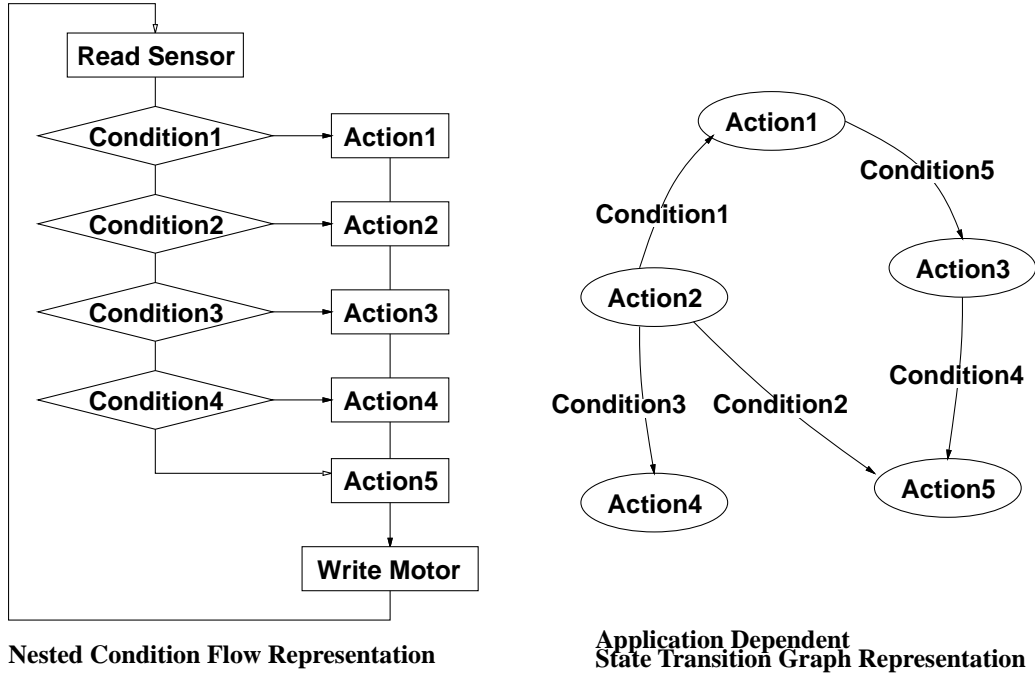 Read Sensor
Condition1
Action1
Condition2
Action2
Condition3
Action3
Condition4
Action4
Action5
Write Motor
Nested Condition Flow Representation
Action1
Condition5
Condition1
Action3
Action2
Condition4
Condition3
Condition2
Action4
Action5
Application Dependent
State Transition Graph Representation